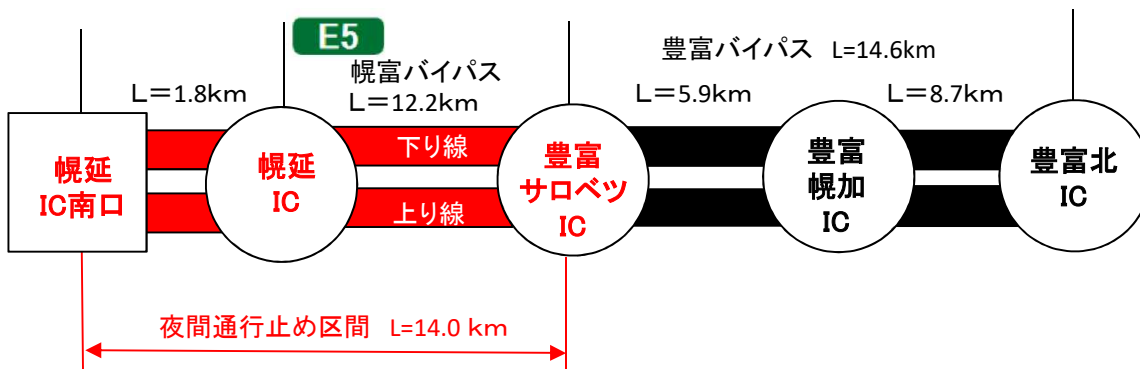 E5
幌富バイパス
豊富バイパス L=14.6km
L=1.8km
L=12.2km
L=5.9km
L=8.7km
幌延
IC南口
幌延
IC
下り線
上り線
豊富
サロベツ
IC
豊富
幌加
IC
豊富北
IC
夜間通行止め区間 L=14.0 km